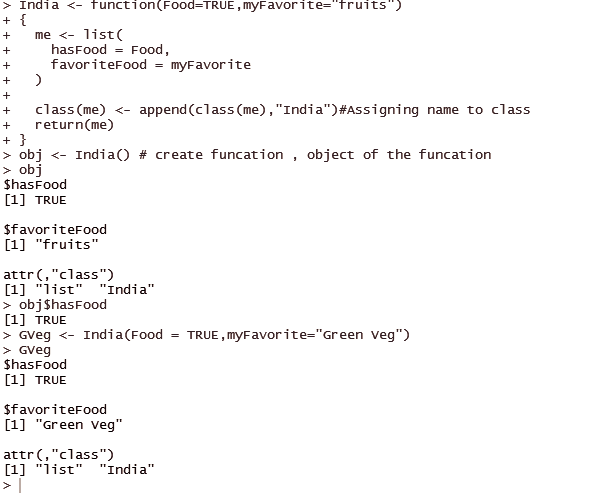 > India <- function(Food=TRUE,myFavorite="fruits")
+ {
+   me <- list(
+     hasFood = Food,
+     favoriteFood = myFavorite
+   )
+
+   class(me) <- append(class(me),"India")#Assigning name to class
+   return(me)
+ }
> obj <- India() # create funcation , object of the funcation
> obj
$hasFood
[1] TRUE

$favoriteFood
[1] "fruits"

attr(,"class")
[1] "list"  "India"
> obj$hasFood
[1] TRUE
> GVeg <- India(Food = TRUE,myFavorite="Green Veg")
> GVeg
$hasFood
[1] TRUE

$favoriteFood
[1] "Green Veg"

attr(,"class")
[1] "list"  "India"
>